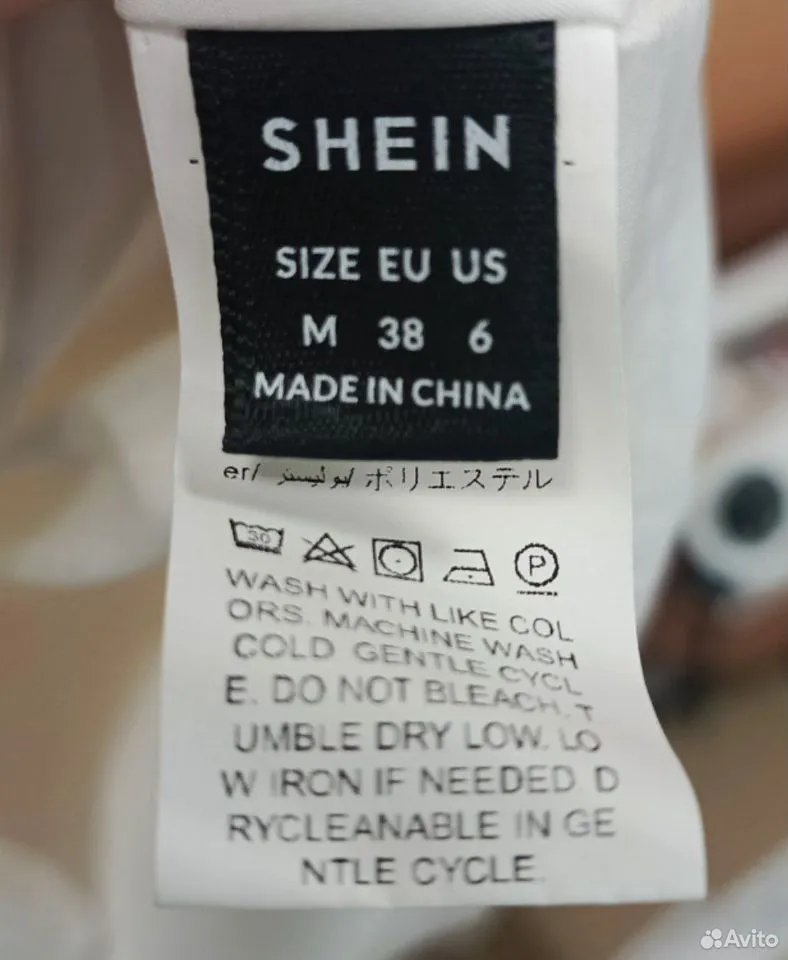 SHEIN
SIZE EU US
M 38 6
MADE IN CHINA
er/ بوليستر/ポリエステル
30
P
WASH WITH LIKE COL
ORS. MACHINE WASH
COLD GENTLE CYCL
E. DO NOT BLEACH. T
UMBLE DRY LOW. LO
W IRON IF NEEDED. D
RYCLEANABLE IN GE
NTLE CYCLE.
Avito